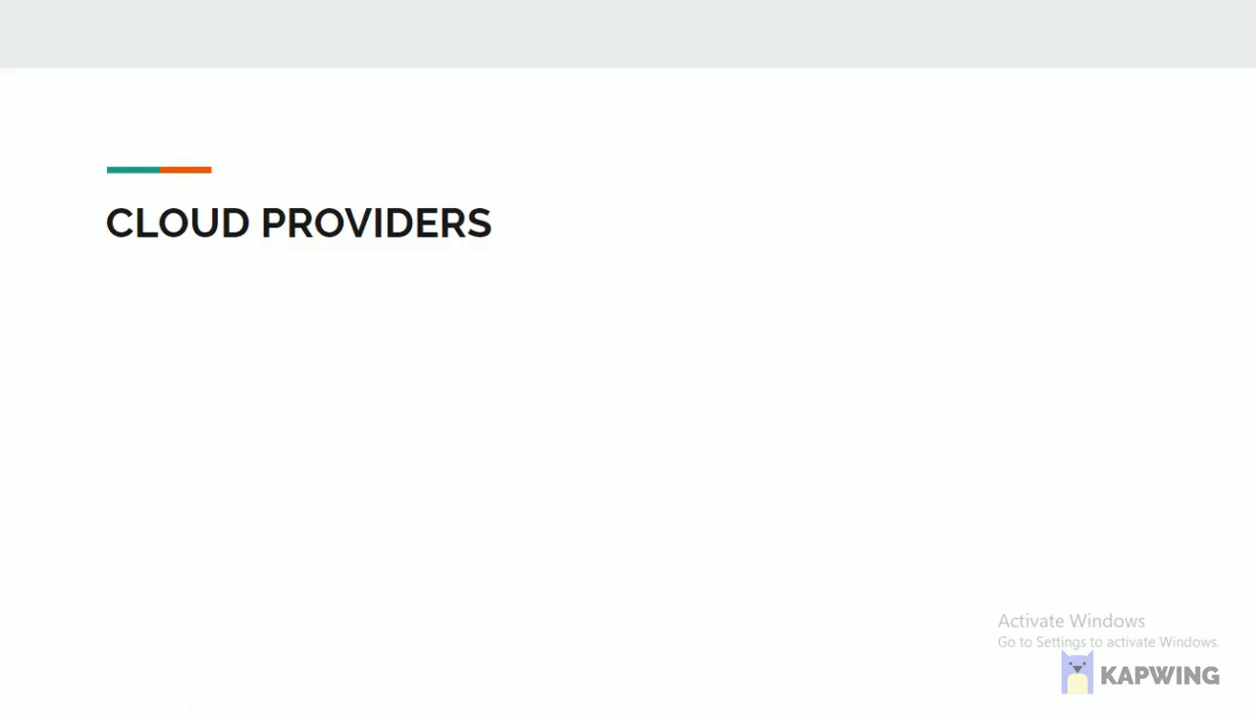 CLOUD PROVIDERS
Activate Windows
Go to Settings to activate Windows.
KAPWING